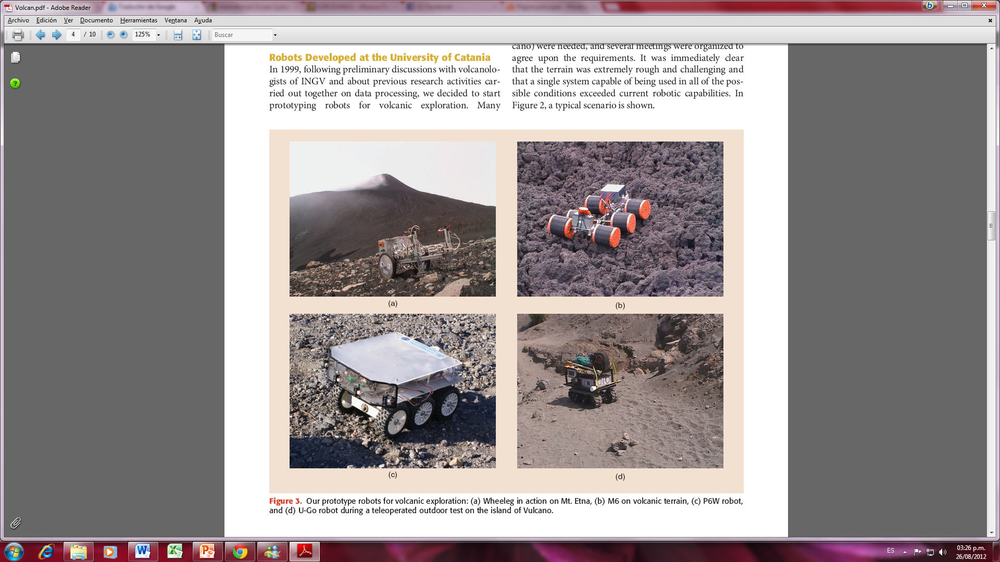 Volcan.pdf - Adobe Reader
Archivo Edición Ver Documento Herramientas Ventana Ayuda
4 / 10 125% Buscar
Robots Developed at the University of Catania
In 1999, following preliminary discussions with volcanolo-
gists of INGV and about previous research activities car-
ried out together on data processing, we decided to start
prototyping robots for volcanic exploration. Many
cano) were needed, and several meetings were organized to
agree upon the requirements. It was immediately clear
that the terrain was extremely rough and challenging and
that a single system capable of being used in all of the pos-
sible conditions exceeded current robotic capabilities. In
Figure 2, a typical scenario is shown.
(a)
(b)
(c)
(d)
Figure 3. Our prototype robots for volcanic exploration: (a) Wheeleg in action on Mt. Etna, (b) M6 on volcanic terrain, (c) P6W robot,
and (d) U-Go robot during a teleoperated outdoor test on the island of Vulcano.
ES
03:26 p.m.
26/08/2012